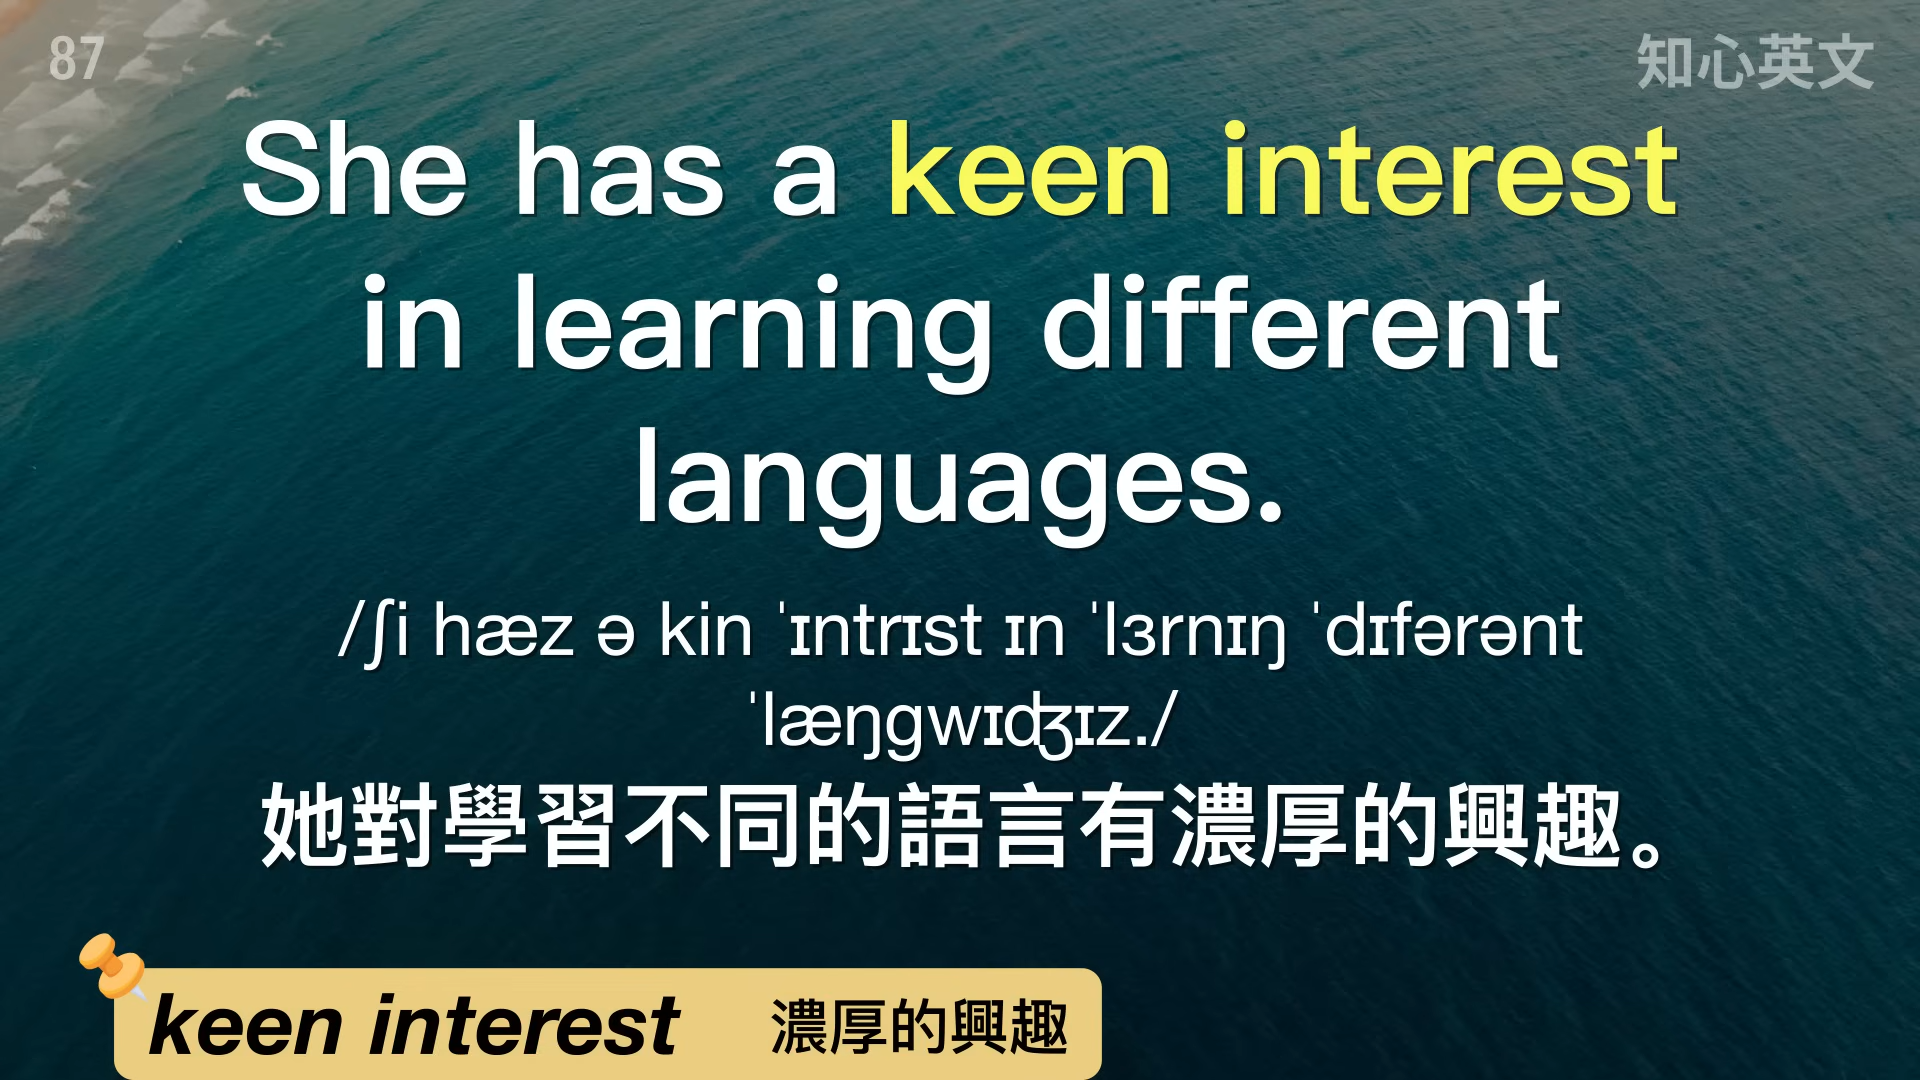 87
知心英文
She has a keen interest
in learning different
languages.
/ʃi hæz ə kin ˈɪntrɪst ɪn ˈlɜrnɪŋ ˈdɪfərənt
ˈlæŋgwɪʤɪz./
她對學習不同的語言有濃厚的興趣。
keen interest 濃厚的興趣